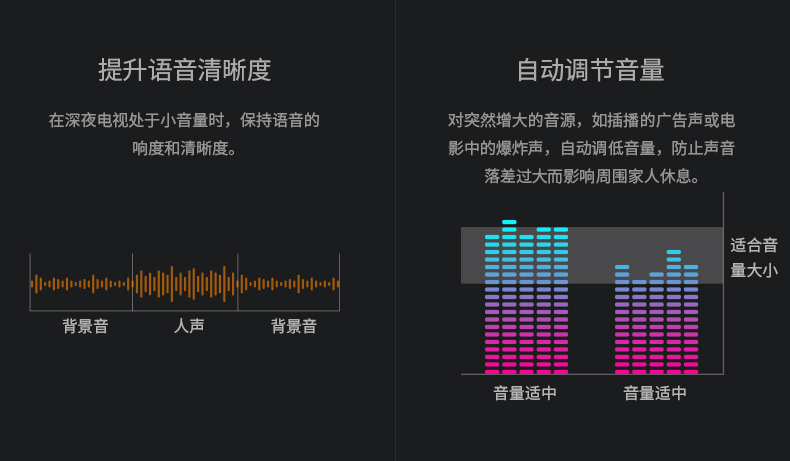 提升语音清晰度
在深夜电视处于小音量时，保持语音的
响度和清晰度。
背景音
人声
背景音
自动调节音量
对突然增大的音源，如插播的广告声或电
影中的爆炸声，自动调低音量，防止声音
落差过大而影响周围家人休息。
适合音
量大小
音量适中
音量适中